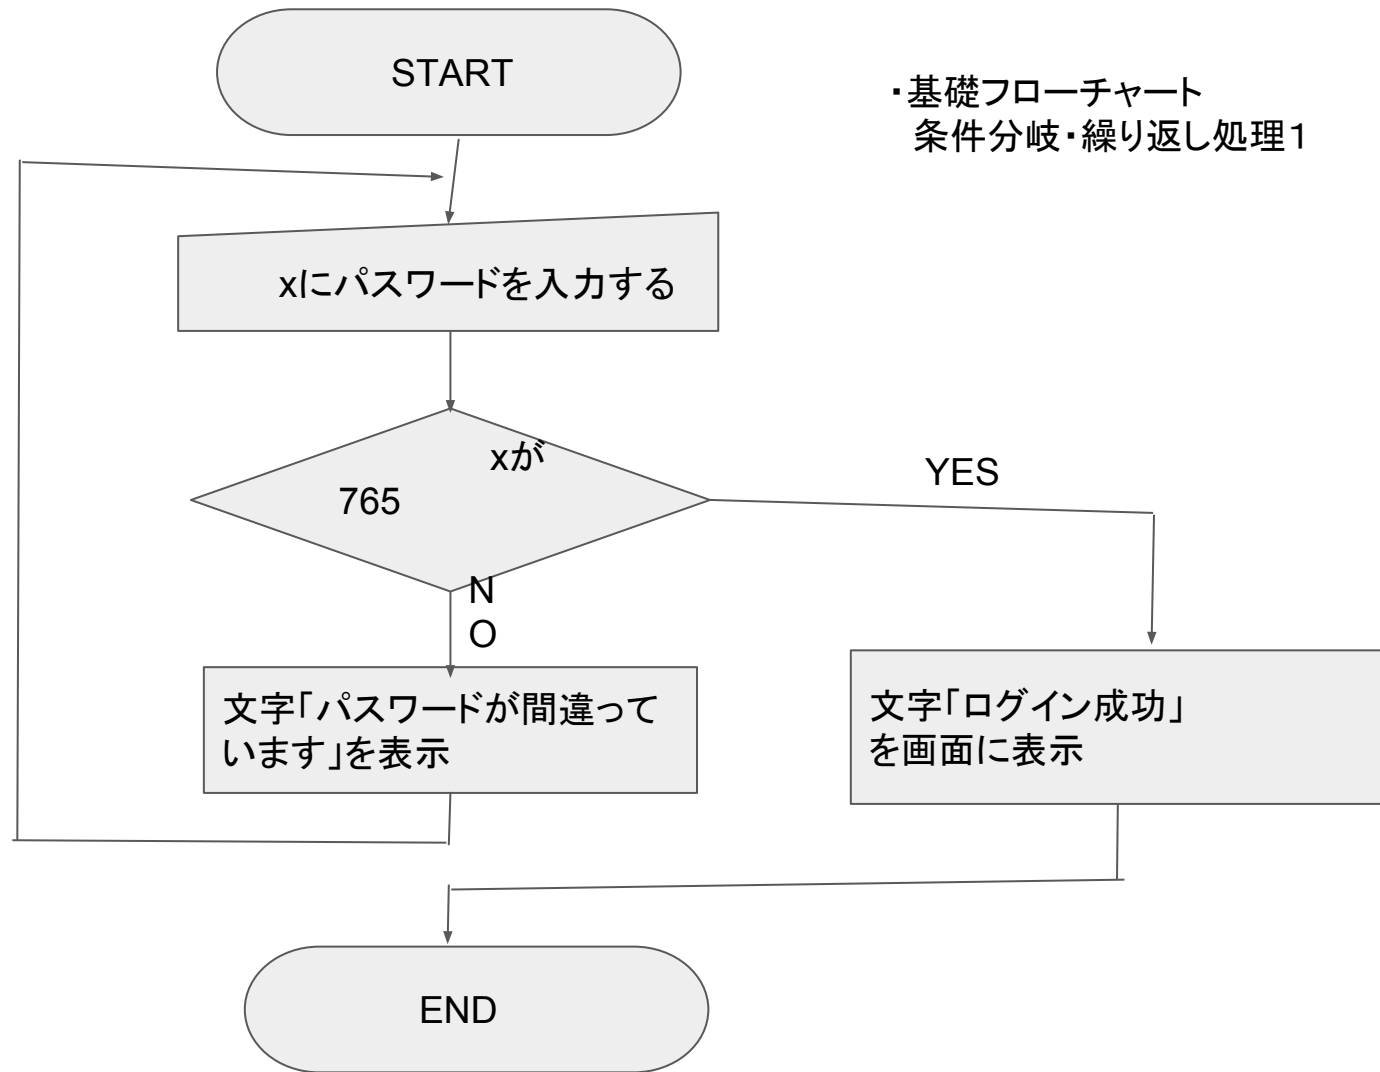 START
・基礎フローチャート
条件分岐・繰り返し処理１
xにパスワードを入力する
xが
765
YES
N
O
文字「パスワードが間違って
います」を表示
文字「ログイン成功」
を画面に表示
END